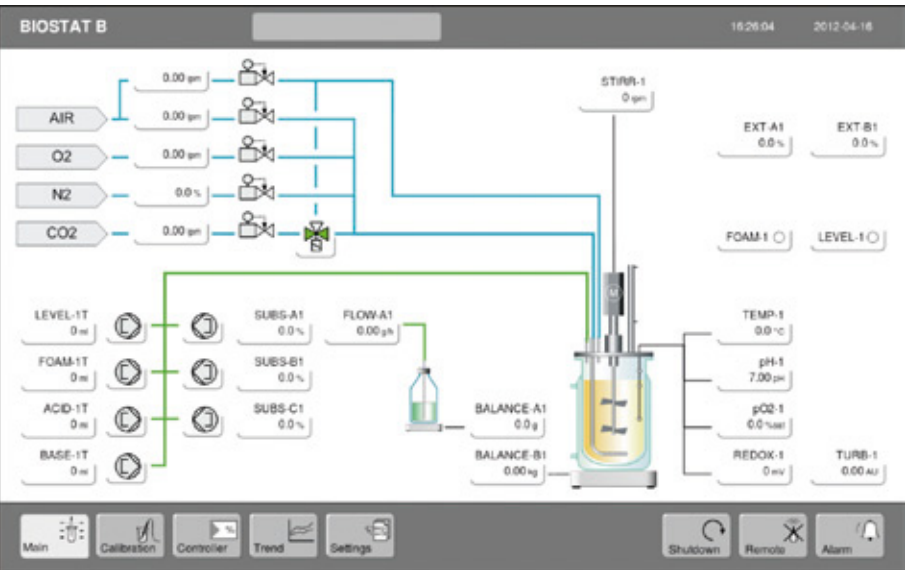 BIOSTAT B
16:26:04 2012-04-16
STIRR-1
0 rpm
0.00 lpm
AIR
0.00 lpm
O2
0.00 lpm
N2
0.0 %
CO2
0.00 lpm
EXT-A1
0.0 %
EXT-B1
0.0 %
FOAM-1
LEVEL-1
LEVEL-1T
0 ml
SUBS-A1
0.0 %
FLOW-A1
0.00 g/h
FOAM-1T
0 ml
SUBS-B1
0.0 %
ACID-1T
0 ml
SUBS-C1
0.0 %
BASE-1T
0 ml
BALANCE-A1
0.0 g
BALANCE-B1
0.00 kg
M
TEMP-1
0.0 °C
pH-1
7.00 pH
pO2-1
0.0 %sat
REDOX-1
0 mV
TURB-1
0.00 AU
Main
Calibration
%
Controller
Trend
Settings
Shutdown
Remote
Alarm